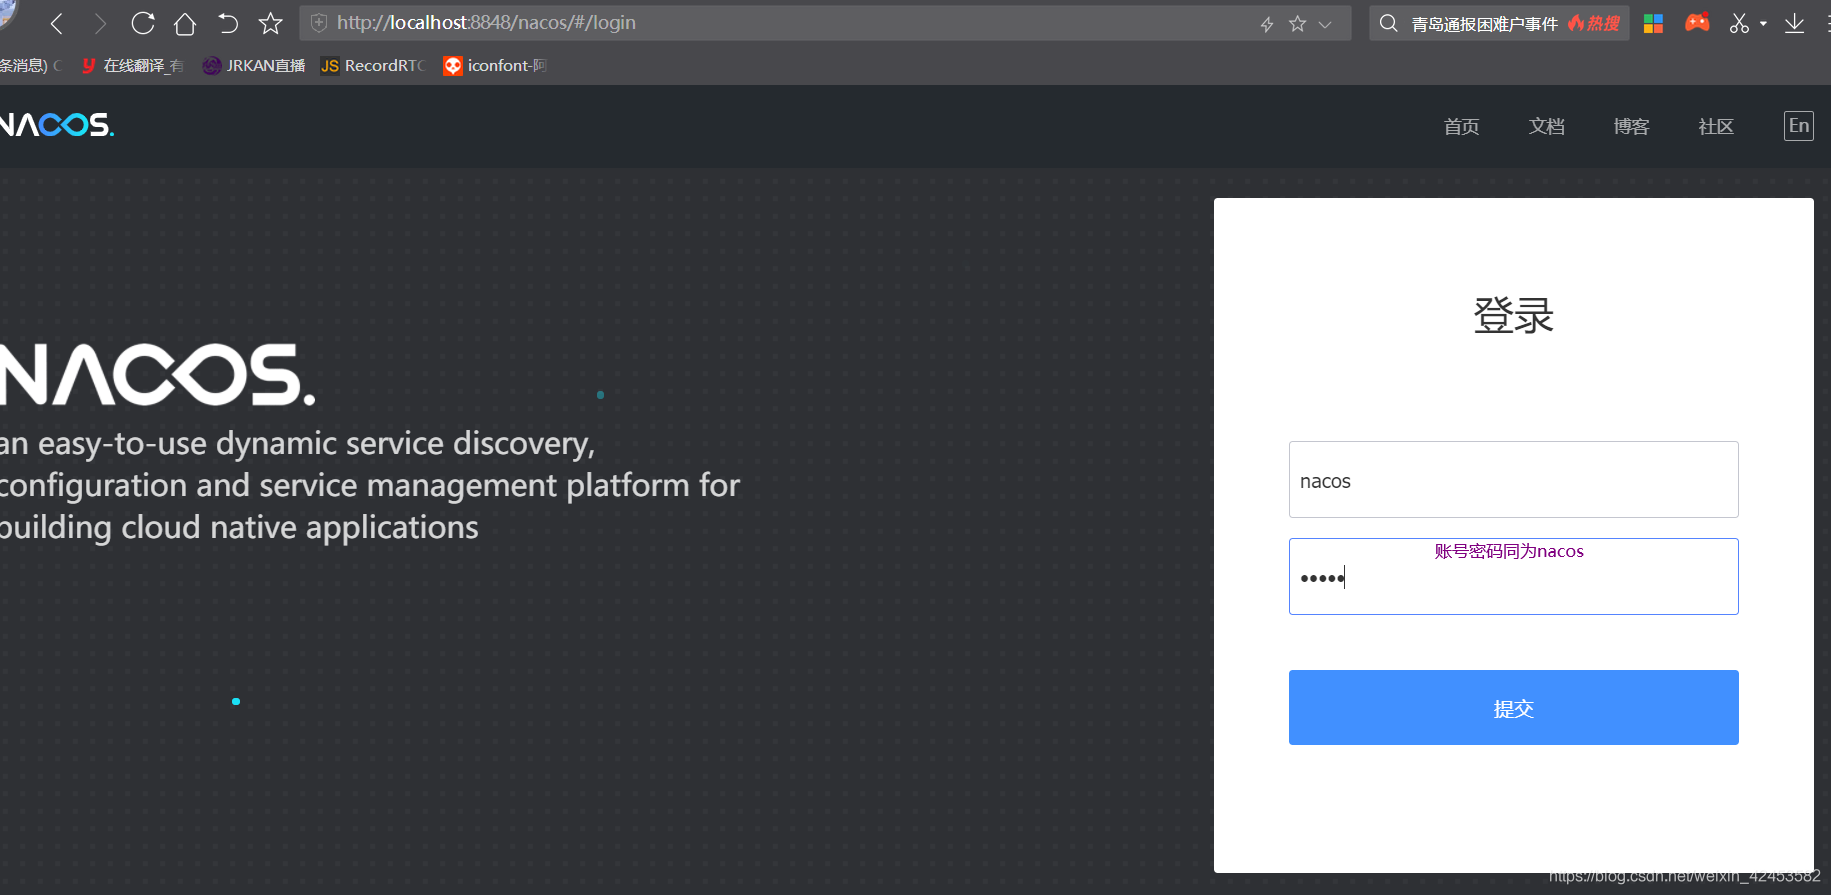 http://localhost:8848/nacos/#/login
青岛通报困难户事件 热搜
条消息) C 在线翻译_有 JRKAN直播 JS RecordRTC iconfont-阿
NACOS.
首页 文档 博客 社区 En
登录
NACOS.
an easy-to-use dynamic service discovery,
configuration and service management platform for
building cloud native applications
nacos
账号密码同为nacos
•••••
提交
https://blog.csdn.net/weixin_42453582